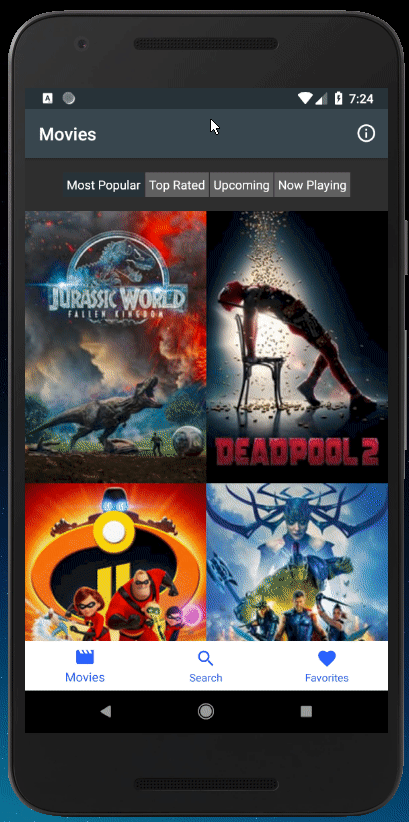 A 7:24
Movies
Most Popular Top Rated Upcoming Now Playing
JURASSIC WORLD
FALLEN KINGDOM
DEADPOOL 2
Movies Search Favorites